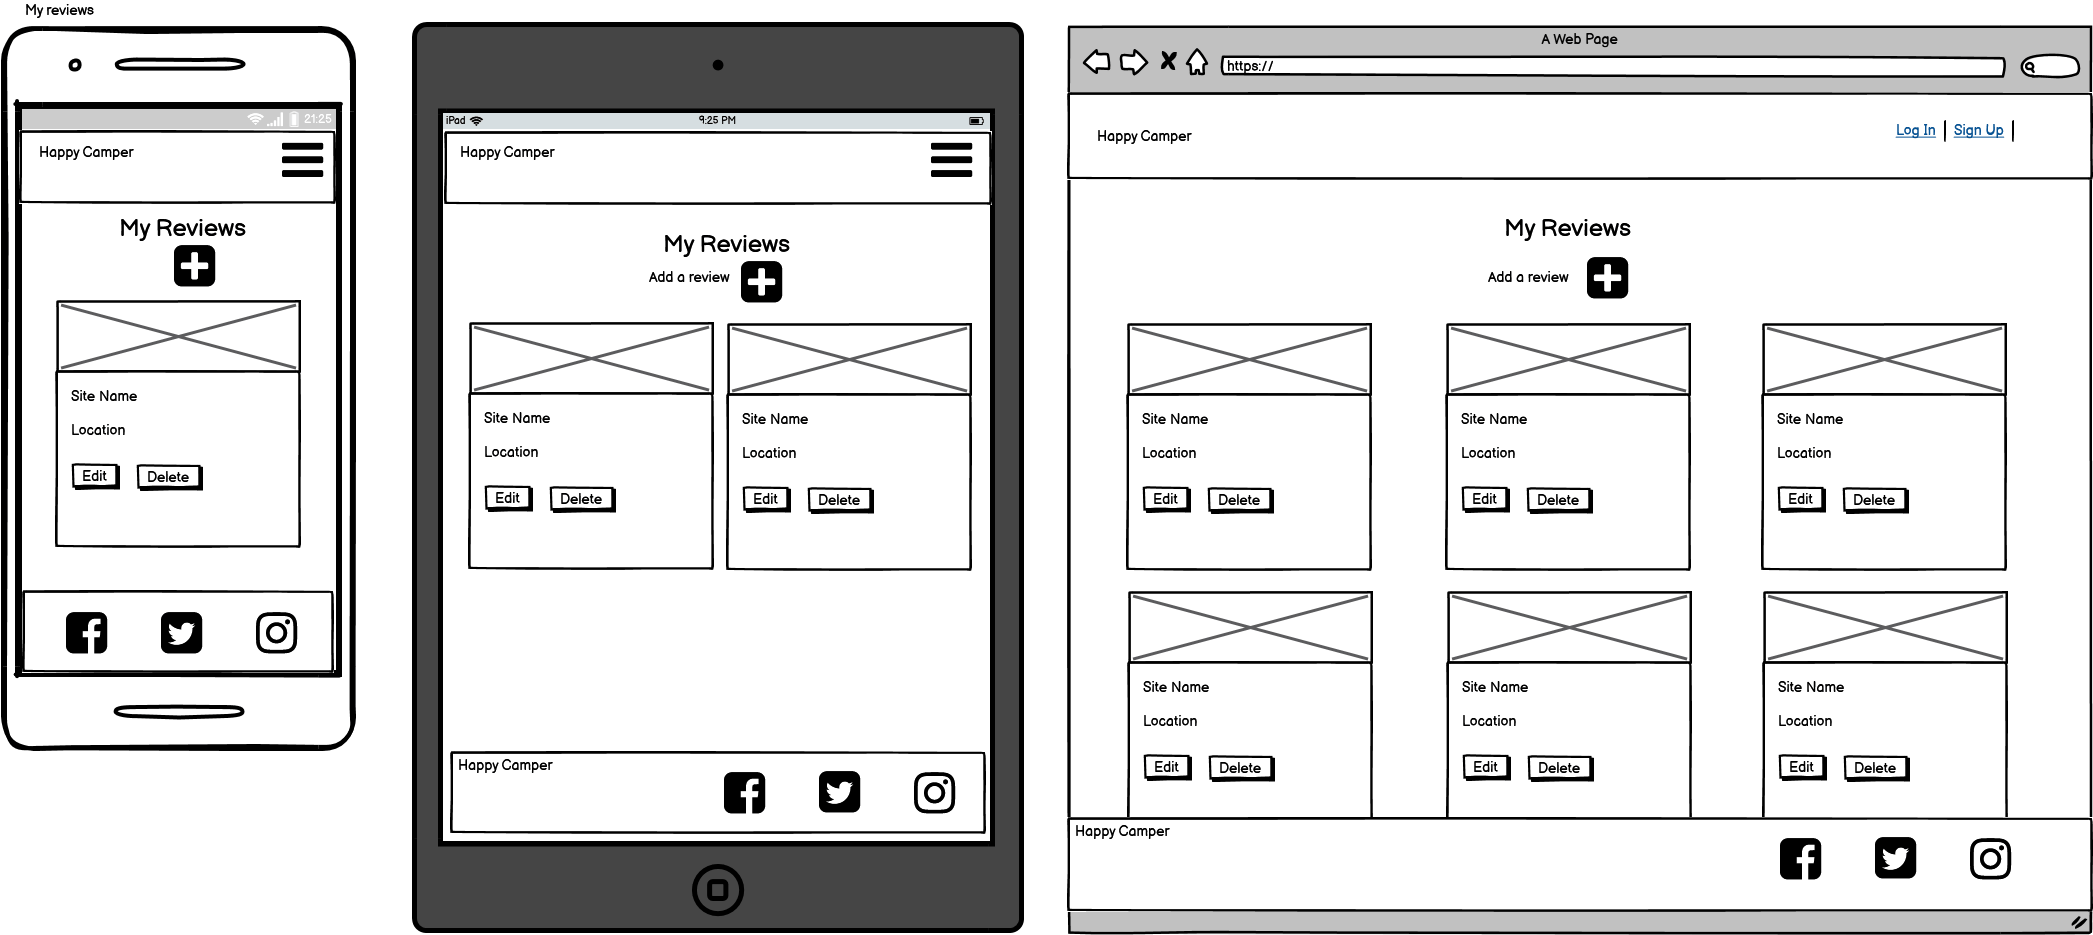 My reviews
21:25
Happy Camper
My Reviews
Site Name
Location
Edit Delete
iPad 9:25 PM
Happy Camper
My Reviews
Add a review
Site Name Site Name
Location Location
Edit Delete Edit Delete
Happy Camper
A Web Page
https://
Happy Camper Log In | Sign Up |
My Reviews
Add a review
Site Name Site Name Site Name
Location Location Location
Edit Delete Edit Delete Edit Delete
Site Name Site Name Site Name
Location Location Location
Edit Delete Edit Delete Edit Delete
Happy Camper